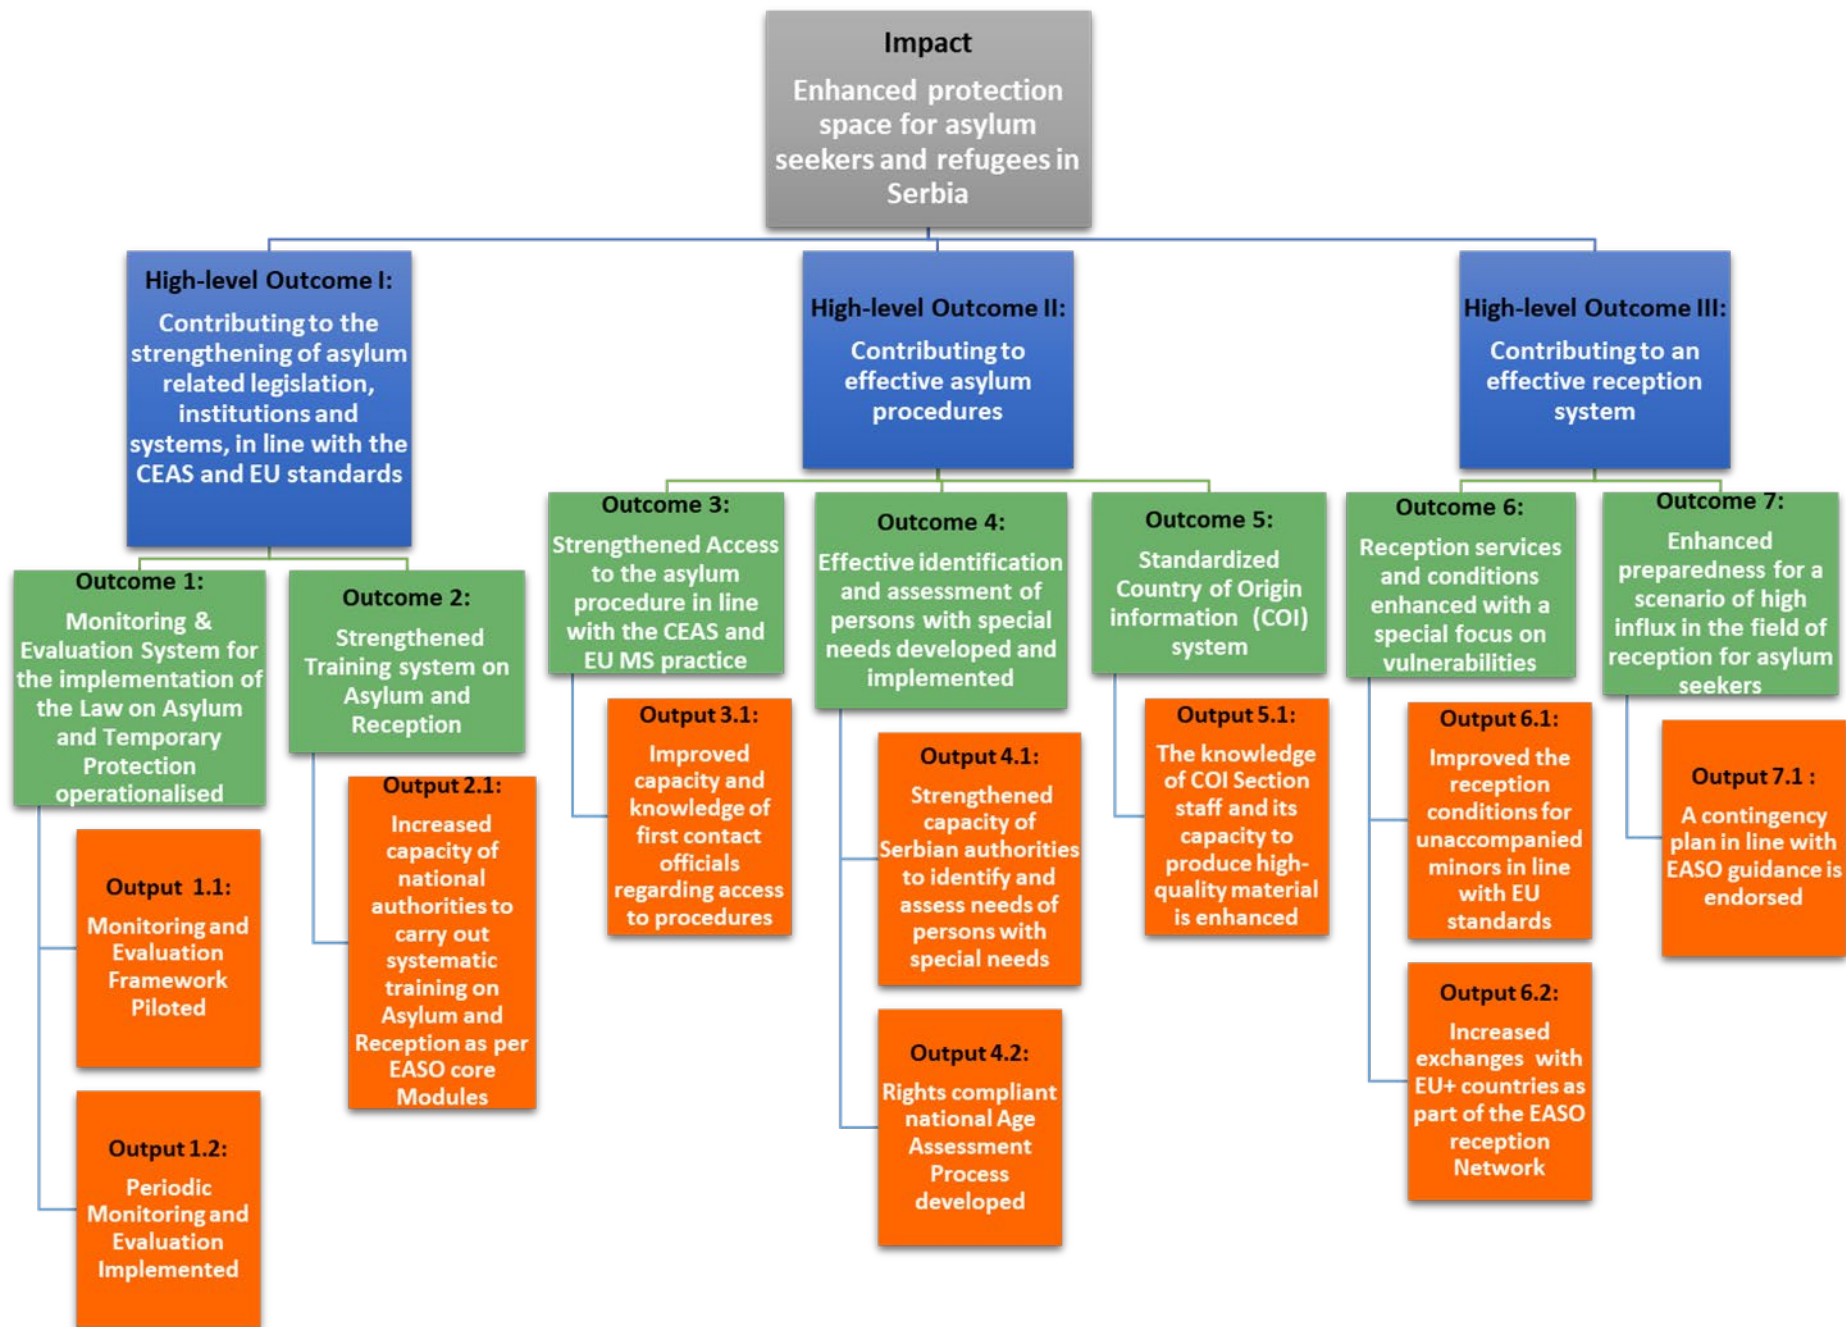 Impact
Enhanced protection
space for asylum
seekers and refugees in
Serbia
High-level Outcome I:
Contributing to the
strengthening of asylum
related legislation,
institutions and
systems, in line with the
CEAS and EU standards
High-level Outcome II:
Contributing to
effective asylum
procedures
High-level Outcome III:
Contributing to an
effective reception
system
Outcome 1:
Monitoring &
Evaluation System for
the implementation of
the Law on Asylum
and Temporary
Protection
operationalised
Outcome 2:
Strengthened
Training system on
Asylum and
Reception
Outcome 3:
Strengthened Access
to the asylum
procedure in line
with the CEAS and
EU MS practice
Outcome 4:
Effective identification
and assessment of
persons with special
needs developed and
implemented
Outcome 5:
Standardized
Country of Origin
information (COI)
system
Outcome 6:
Reception services
and conditions
enhanced with a
special focus on
vulnerabilities
Outcome 7:
Enhanced
preparedness for a
scenario of high
influx in the field of
reception for asylum
seekers
Output 1.1:
Monitoring and
Evaluation
Framework
Piloted
Output 1.2:
Periodic
Monitoring and
Evaluation
Implemented
Output 2.1:
Increased
capacity of
national
authorities to
carry out
systematic
training on
Asylum and
Reception as per
EASO core
Modules
Output 3.1:
Improved
capacity and
knowledge of
first contact
officials
regarding access
to procedures
Output 4.1:
Strengthened
capacity of
Serbian authorities
to identify and
assess needs of
persons with
special needs
Output 4.2:
Rights compliant
national Age
Assessment
Process
developed
Output 5.1:
The knowledge
of COI Section
staff and its
capacity to
produce high-
quality material
is enhanced
Output 6.1:
Improved the
reception
conditions for
unaccompanied
minors in line
with EU
standards
Output 6.2:
Increased
exchanges with
EU+ countries as
part of the EASO
reception
Network
Output 7.1:
A contingency
plan in line with
EASO guidance is
endorsed